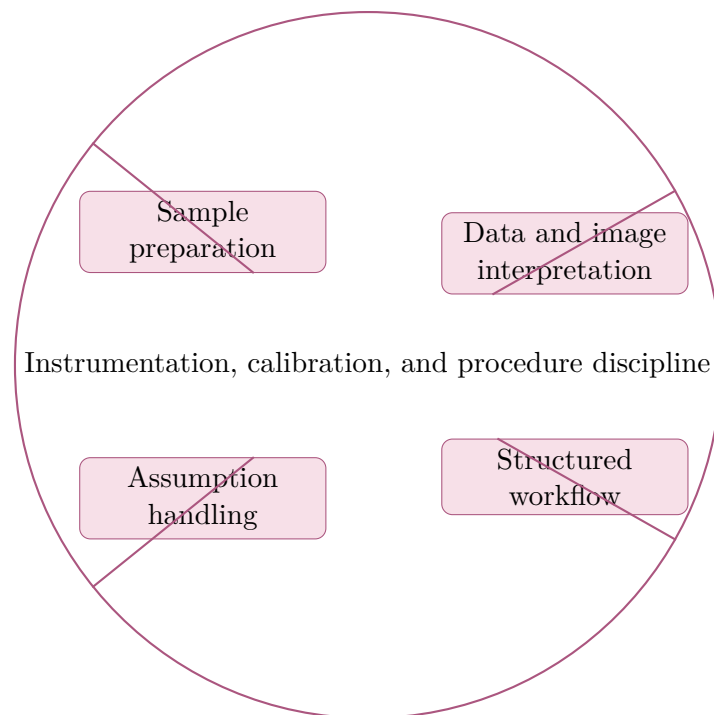 Sample
preparation
Data and image
interpretation
Instrumentation, calibration, and procedure discipline
Assumption
handling
Structured
workflow